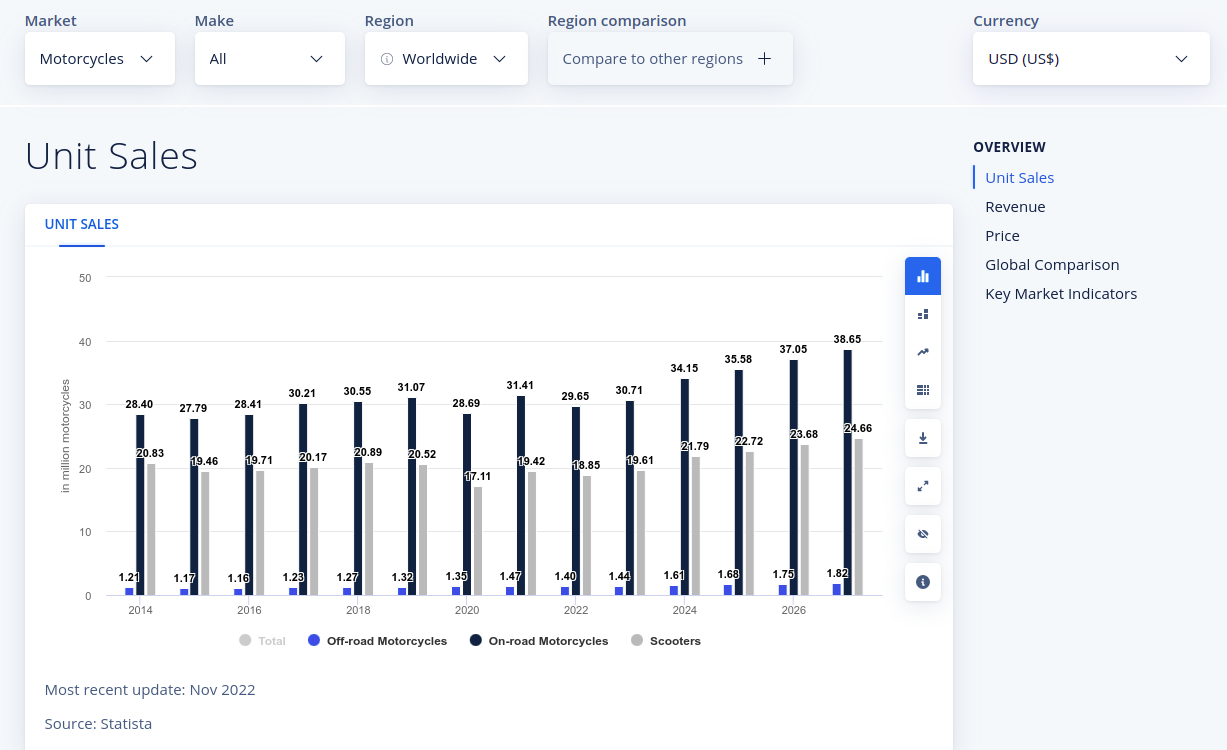 Market
Make
Region
Region comparison
Currency
Motorcycles
All
Worldwide
Compare to other regions
USD (US$)
Unit Sales
OVERVIEW
Unit Sales
Revenue
Price
Global Comparison
Key Market Indicators
UNIT SALES
in million motorcycles
50
40
30
20
10
0
1.21 28.40 20.83
1.17 27.79 19.46
1.16 28.41 19.71
1.23 30.21 20.17
1.27 30.55 20.89
1.32 31.07 20.52
1.35 28.69 17.11
1.47 31.41 19.42
1.40 29.65 18.85
1.44 30.71 19.61
1.61 34.15 21.79
1.68 35.58 22.72
1.75 37.05 23.68
1.82 38.65 24.66
2014 2016 2018 2020 2022 2024 2026
Total Off-road Motorcycles On-road Motorcycles Scooters
Most recent update: Nov 2022
Source: Statista